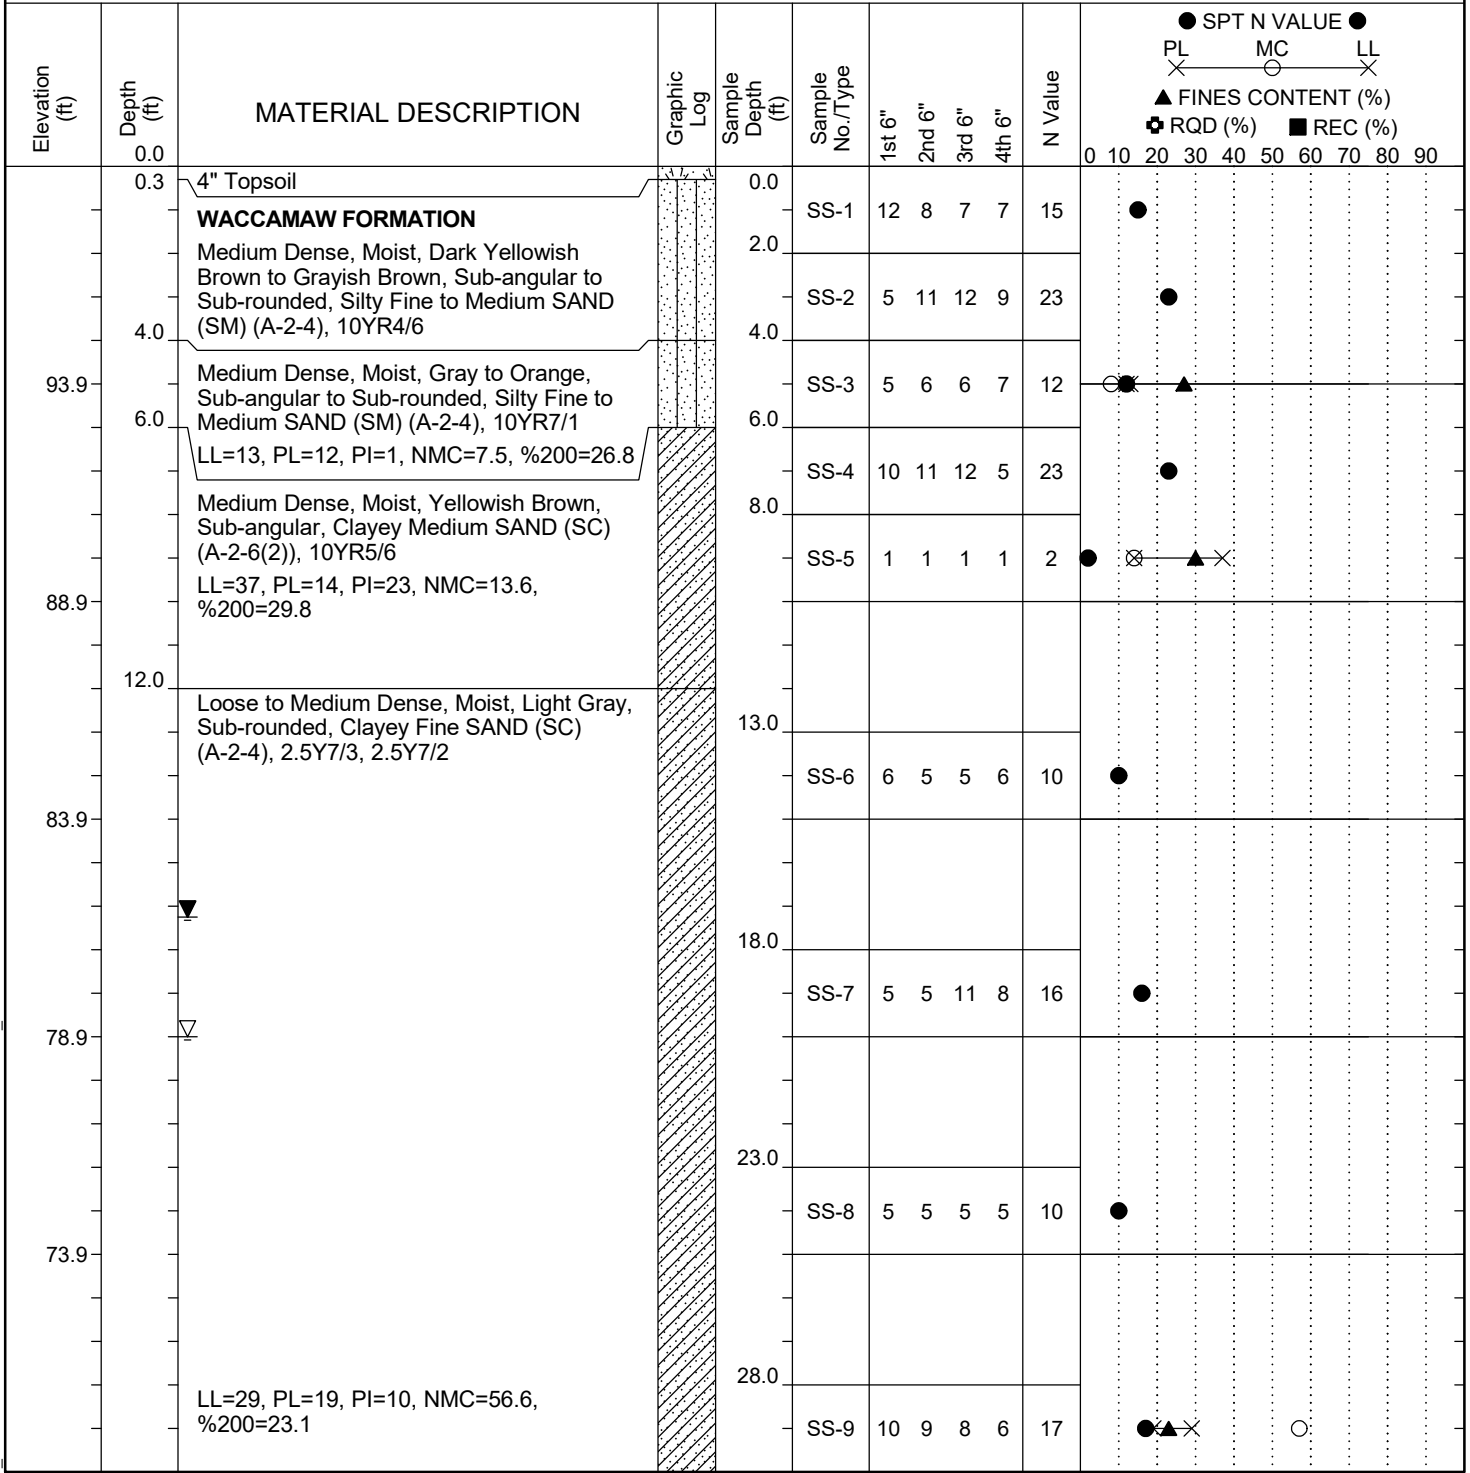 ● SPT N VALUE ●
PL MC LL
▲ FINES CONTENT (%)
RQD (%) ■ REC (%)
0 10 20 30 40 50 60 70 80 90
Elevation (ft)
Depth (ft)
0.0
MATERIAL DESCRIPTION
Graphic Log
Sample Depth (ft)
Sample No./Type
1st 6"
2nd 6"
3rd 6"
4th 6"
N Value
0.3
4" Topsoil
0.0
WACCAMAW FORMATION
SS-1 12 8 7 7 15
Medium Dense, Moist, Dark Yellowish
2.0
Brown to Grayish Brown, Sub-angular to
Sub-rounded, Silty Fine to Medium SAND
SS-2 5 11 12 9 23
(SM) (A-2-4), 10YR4/6
4.0
4.0
Medium Dense, Moist, Gray to Orange,
93.9
SS-3 5 6 6 7 12
Sub-angular to Sub-rounded, Silty Fine to
Medium SAND (SM) (A-2-4), 10YR7/1
6.0
6.0
LL=13, PL=12, PI=1, NMC=7.5, %200=26.8
SS-4 10 11 12 5 23
Medium Dense, Moist, Yellowish Brown,
8.0
Sub-angular, Clayey Medium SAND (SC)
(A-2-6(2)), 10YR5/6
SS-5 1 1 1 1 2
LL=37, PL=14, PI=23, NMC=13.6,
88.9
%200=29.8
12.0
Loose to Medium Dense, Moist, Light Gray,
13.0
Sub-rounded, Clayey Fine SAND (SC)
(A-2-4), 2.5Y7/3, 2.5Y7/2
SS-6 6 5 5 6 10
83.9
18.0
SS-7 5 5 11 8 16
78.9
23.0
SS-8 5 5 5 5 10
73.9
28.0
LL=29, PL=19, PI=10, NMC=56.6,
%200=23.1
SS-9 10 9 8 6 17